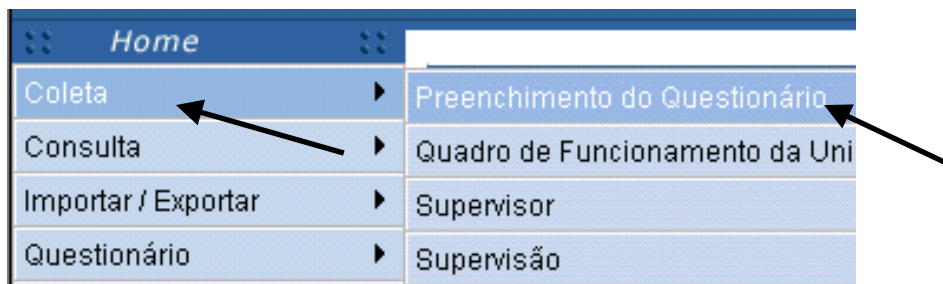 Home
Coleta
Consulta
Importar / Exportar
Questionário
Preenchimento do Questionário
Quadro de Funcionamento da Uni
Supervisor
Supervisão